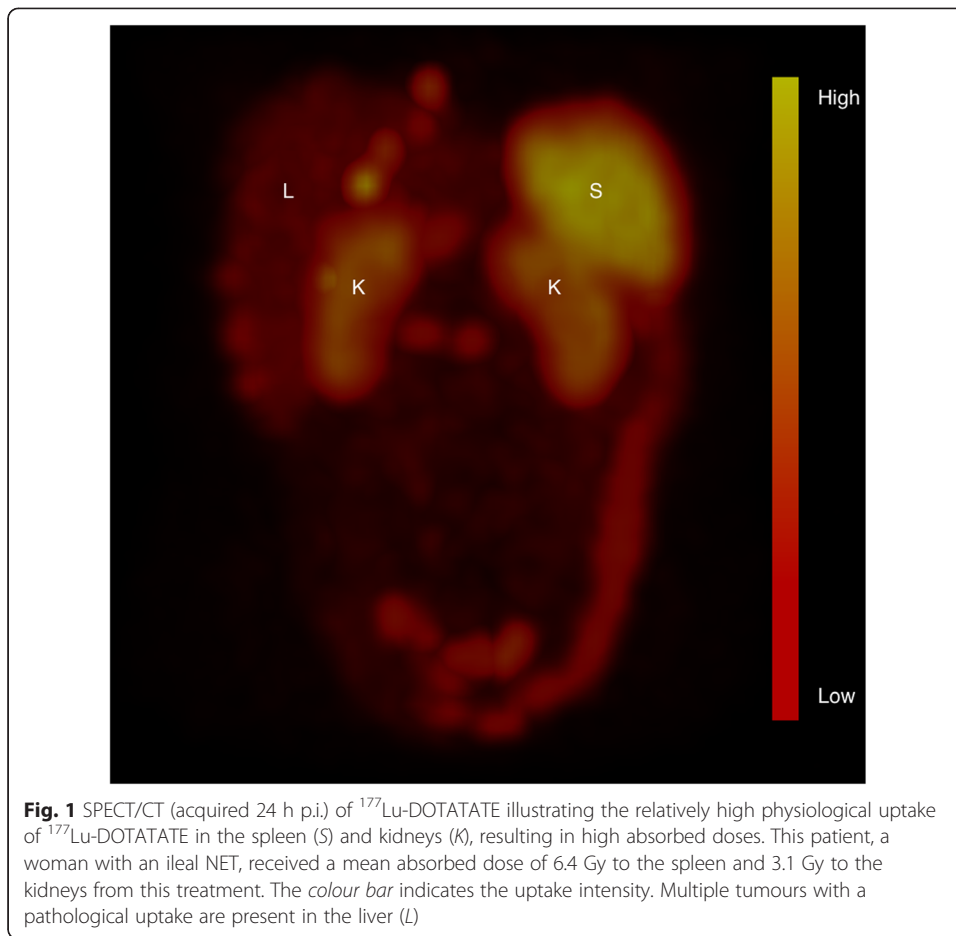 High
L
S
K
K
Low
Fig. 1 SPECT/CT (acquired 24 h p.i.) of ¹⁷⁷Lu-DOTATATE illustrating the relatively high physiological uptake
of ¹⁷⁷Lu-DOTATATE in the spleen (S) and kidneys (K), resulting in high absorbed doses. This patient, a
woman with an ileal NET, received a mean absorbed dose of 6.4 Gy to the spleen and 3.1 Gy to the
kidneys from this treatment. The colour bar indicates the uptake intensity. Multiple tumours with a
pathological uptake are present in the liver (L)